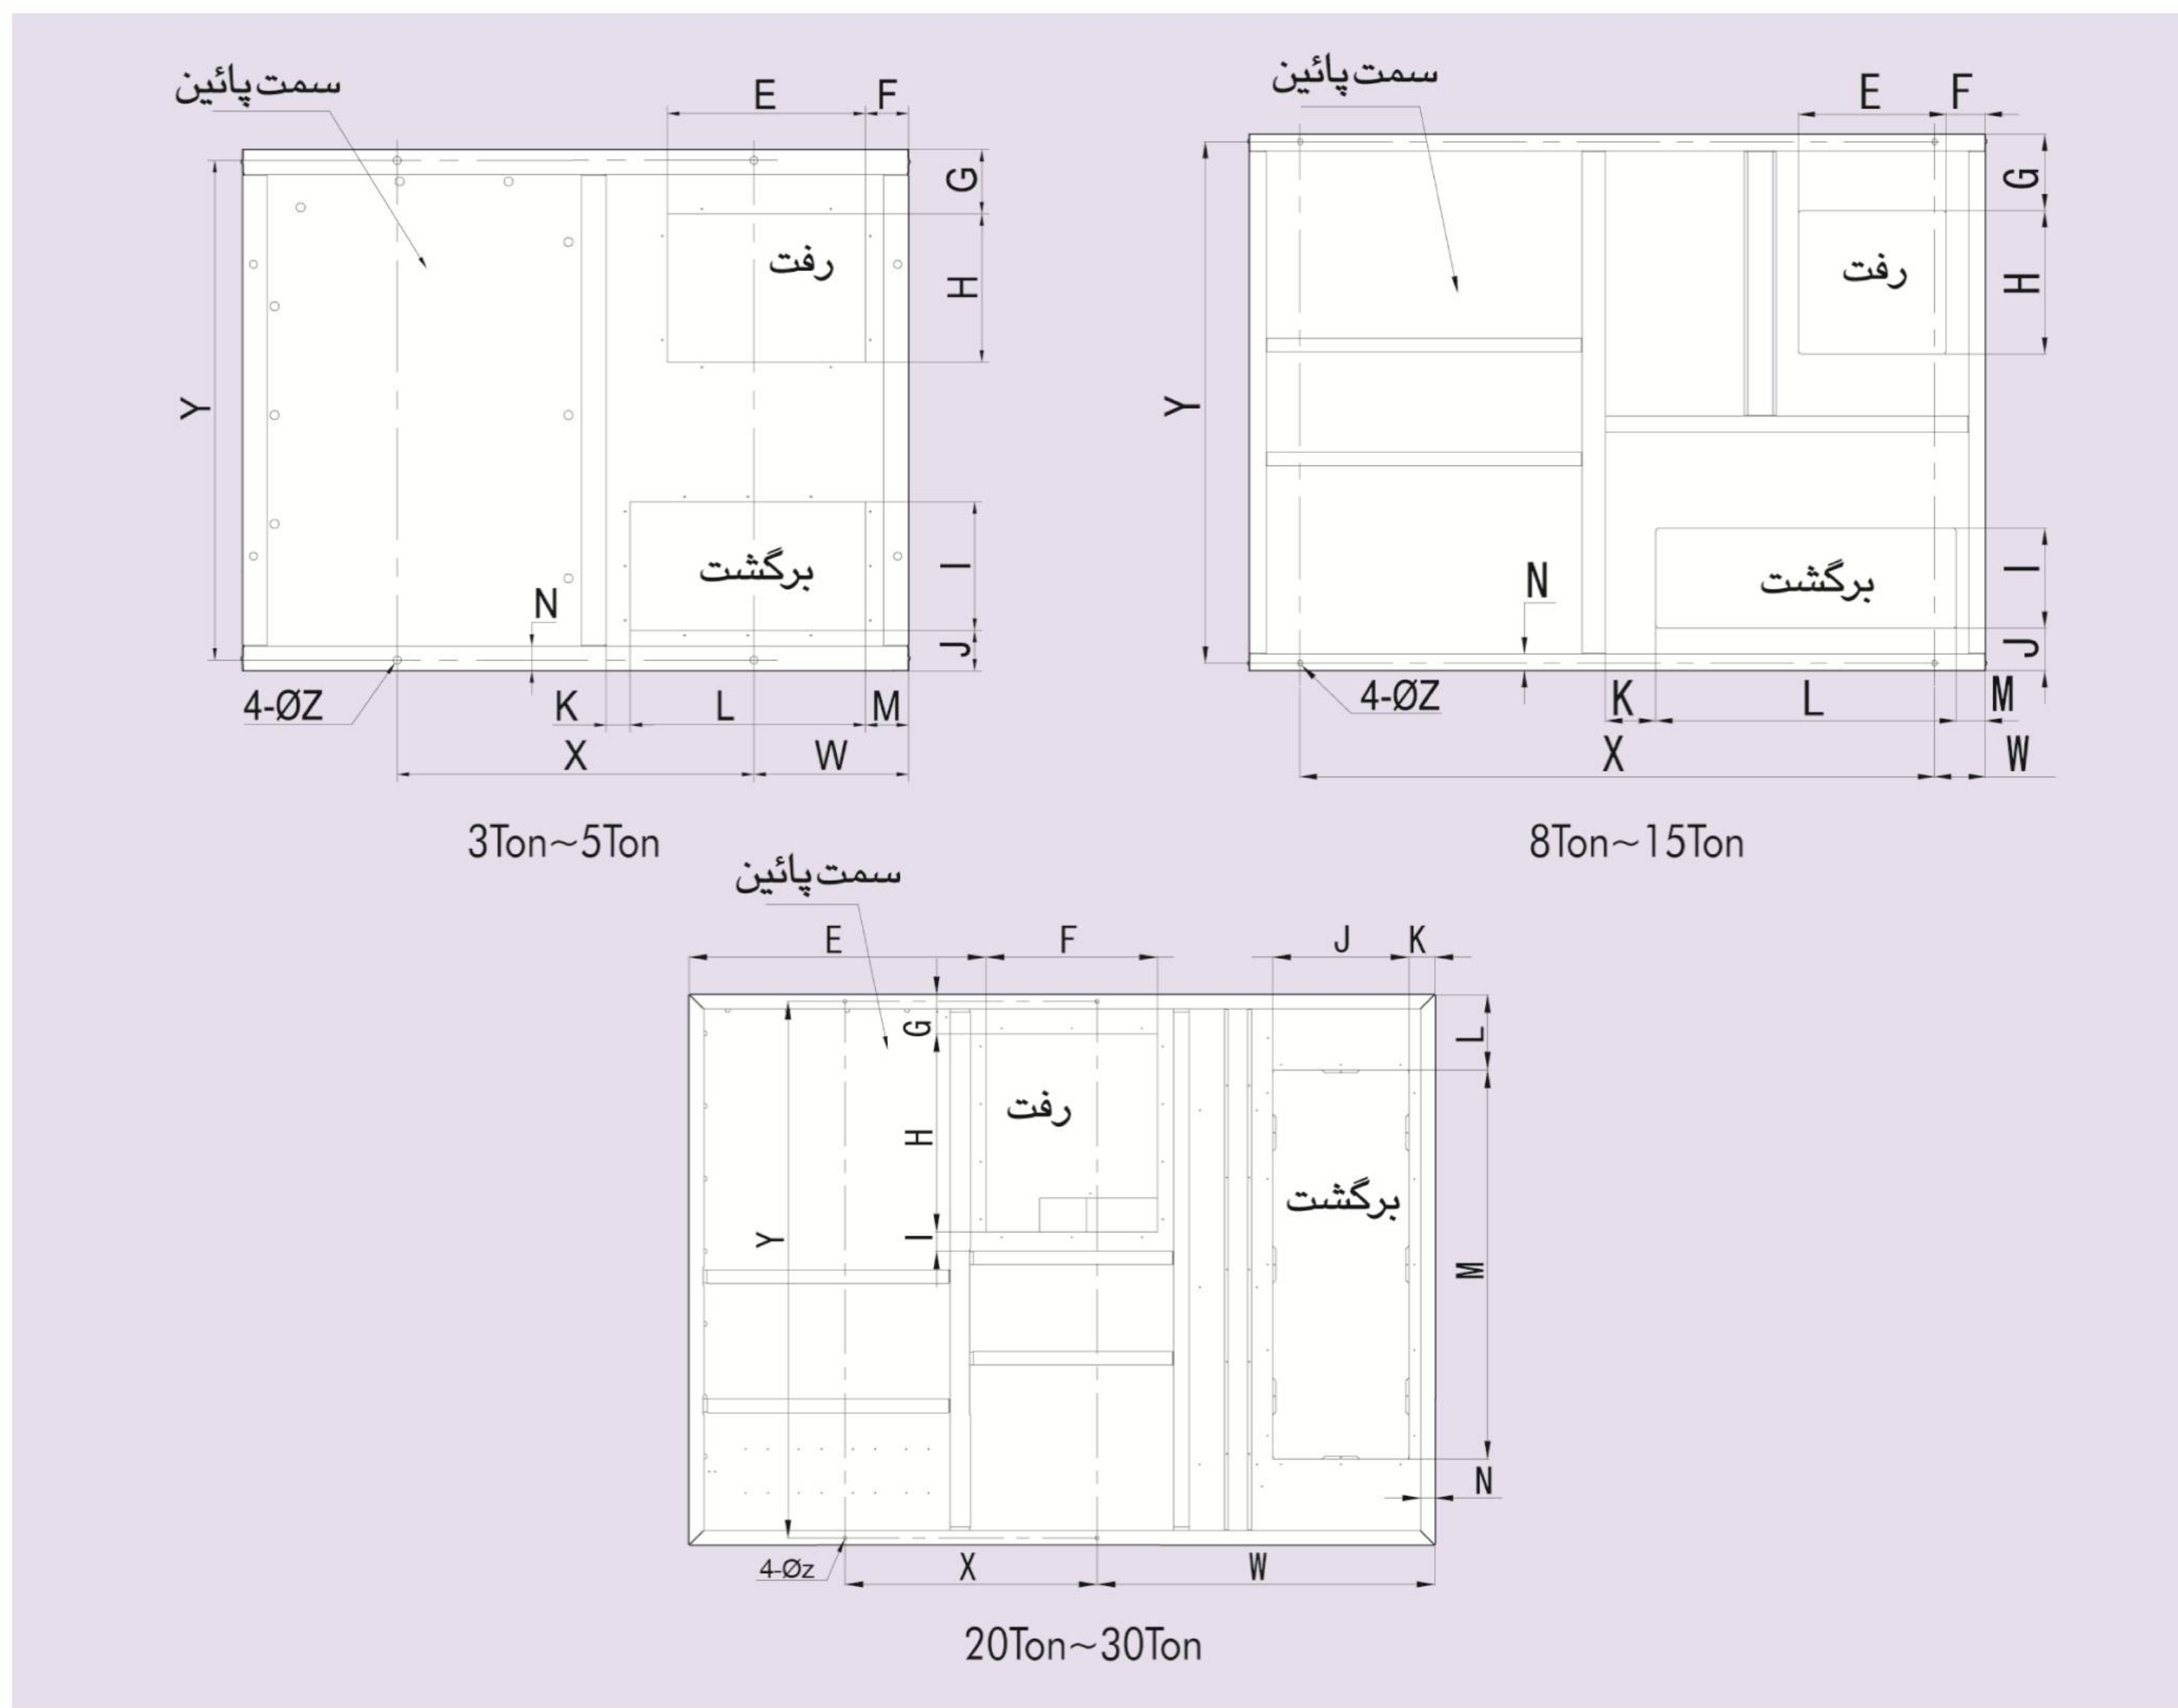 سمت پائین
E
F
G
H
رفت
Y
برگشت
I
J
N
4-ØZ
K
L
M
X
W
3Ton~5Ton
سمت پائین
E
F
G
H
رفت
Y
برگشت
I
J
N
4-ØZ
K
L
M
X
W
8Ton~15Ton
سمت پائین
E
F
J
K
G
L
رفت
H
برگشت
Y
I
M
N
4-Øz
X
W
20Ton~30Ton